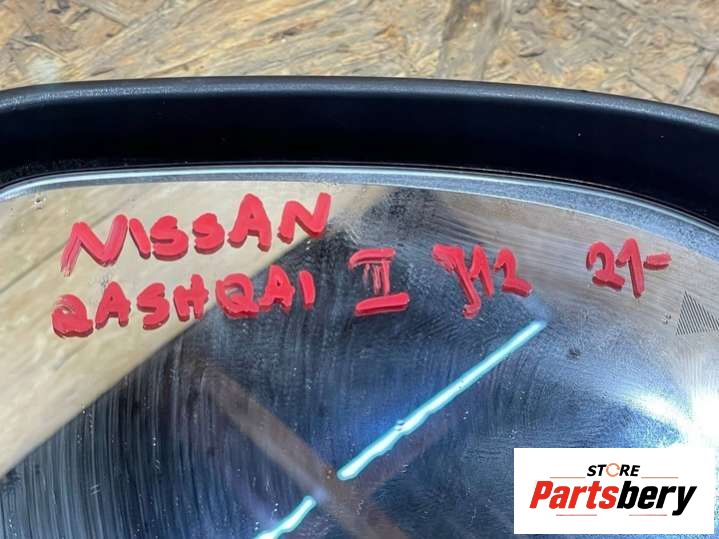 NISSAN
QASHQAI III J12 21-
STORE
Partsbery